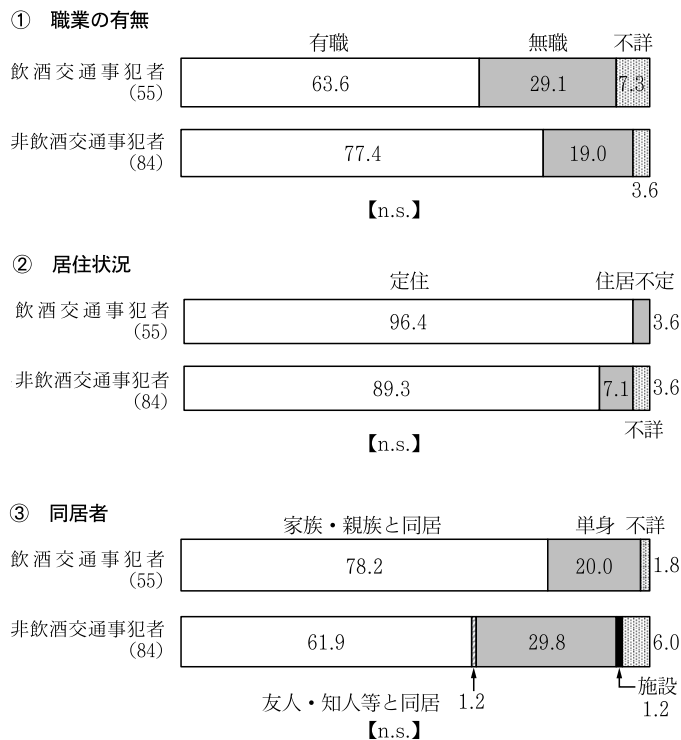 ① 職業の有無
有職 無職 不詳
飲酒交通事犯者
(55)
63.6 29.1 7.3
非飲酒交通事犯者
(84)
77.4 19.0
3.6
【n.s.】
② 居住状況
定住 住居不定
飲酒交通事犯者
(55)
96.4 3.6
非飲酒交通事犯者
(84)
89.3 7.1 3.6
不詳
【n.s.】
③ 同居者
家族・親族と同居 単身 不詳
飲酒交通事犯者
(55)
78.2 20.0 1.8
非飲酒交通事犯者
(84)
61.9 29.8 6.0
友人・知人等と同居 1.2
施設
1.2
【n.s.】